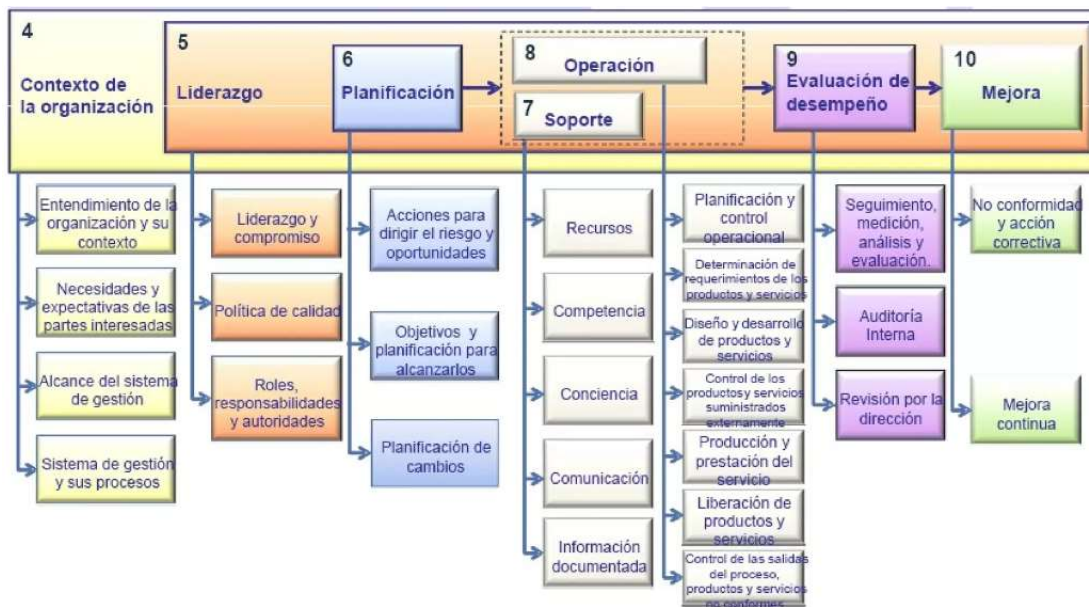 4
Contexto de
la organización
5
Liderazgo
6
Planificación
8
Operación
7
Soporte
9
Evaluación de
desempeño
10
Mejora
Entendimiento de la
organización y su
contexto
Necesidades y
expectativas de las
partes interesadas
Alcance del sistema
de gestión
Sistema de gestión
y sus procesos
Liderazgo y
compromiso
Política de calidad
Roles,
responsabilidades
y autoridades
Acciones para
dirigir el riesgo y
oportunidades
Objetivos y
planificación para
alcanzarlos
Planificación de
cambios
Recursos
Competencia
Conciencia
Comunicación
Información
documentada
Planificación y
control
operacional
Determinación de
requerimientos de los
productos y servicios
Diseño y desarrollo
de productos y
servicios
Control de los
productos y servicios
suministrados
externamente
Producción y
prestación del
servicio
Liberación de
productos y
servicios
Control de las salidas
del proceso,
productos y servicios
no conformes
Seguimiento,
medición,
análisis y
evaluación.
Auditoría
Interna
Revisión por la
dirección
No conformidad
y acción
correctiva
Mejora
continua